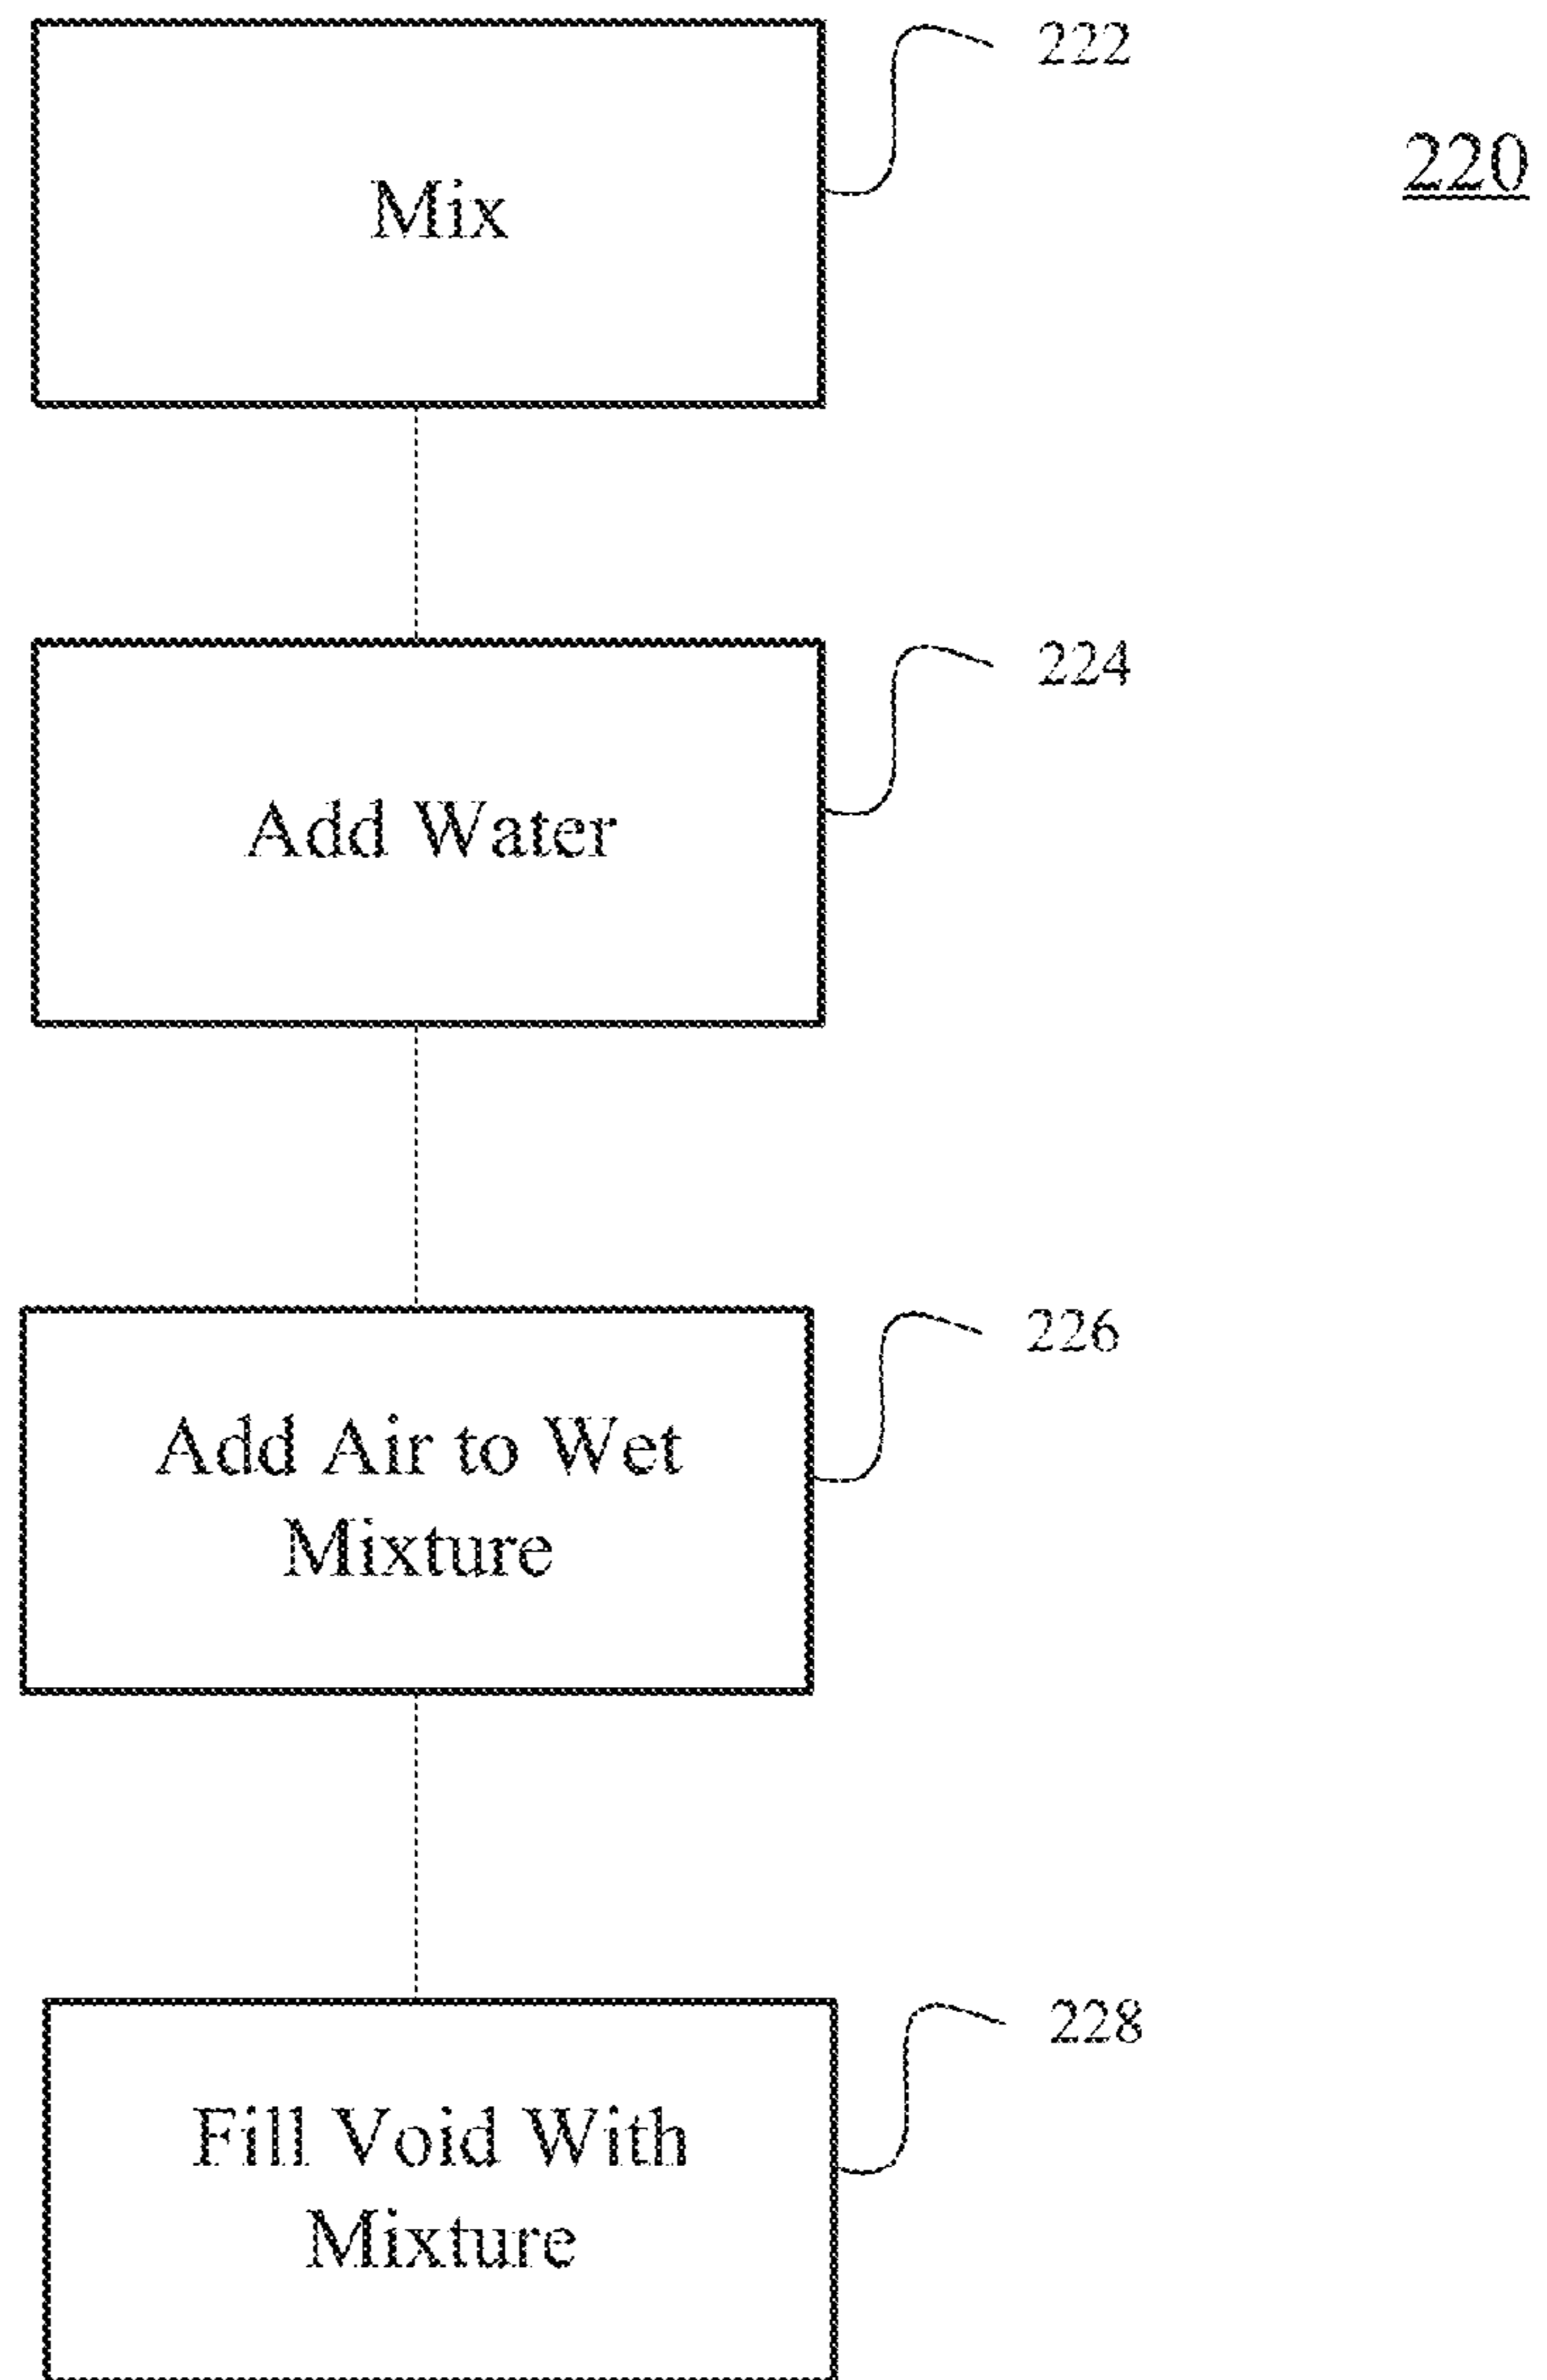 222
220
Mix
224
Add Water
226
Add Air to Wet
Mixture
228
Fill Void With
Mixture